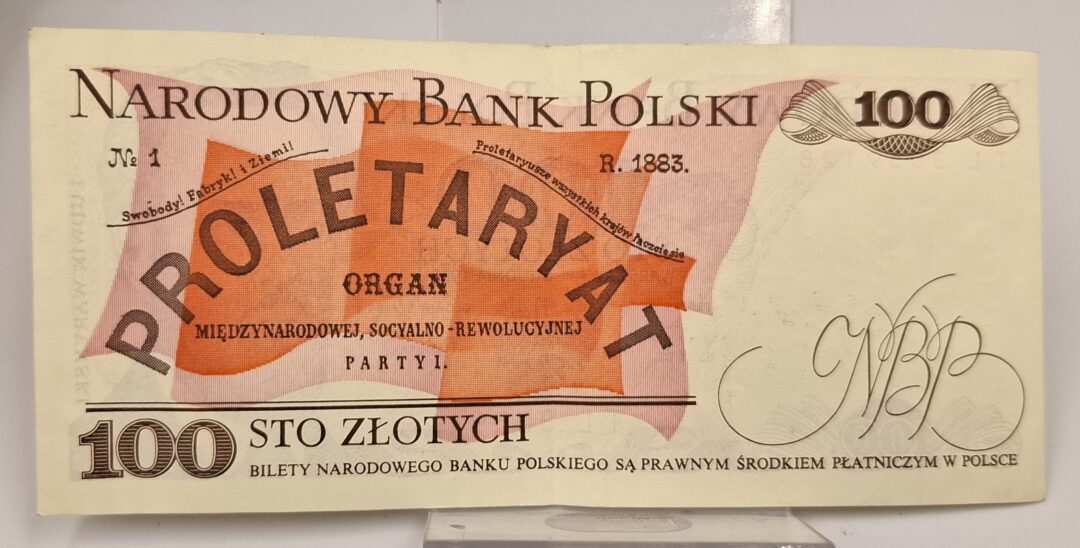 NARODOWY BANK POLSKI
100
№ 1
R. 1883.
Swobody! Fabryk! i Ziemi!
Proletaryusze wszystkich krajów łączcie się
PROLETARYAT
ORGAN
MIĘDZYNARODOWEJ, SOCYALNO-REWOLUCYJNEJ
PARTYI.
NBP
100 STO ZŁOTYCH
BILETY NARODOWEGO BANKU POLSKIEGO SĄ PRAWNYM ŚRODKIEM PŁATNICZYM W POLSCE